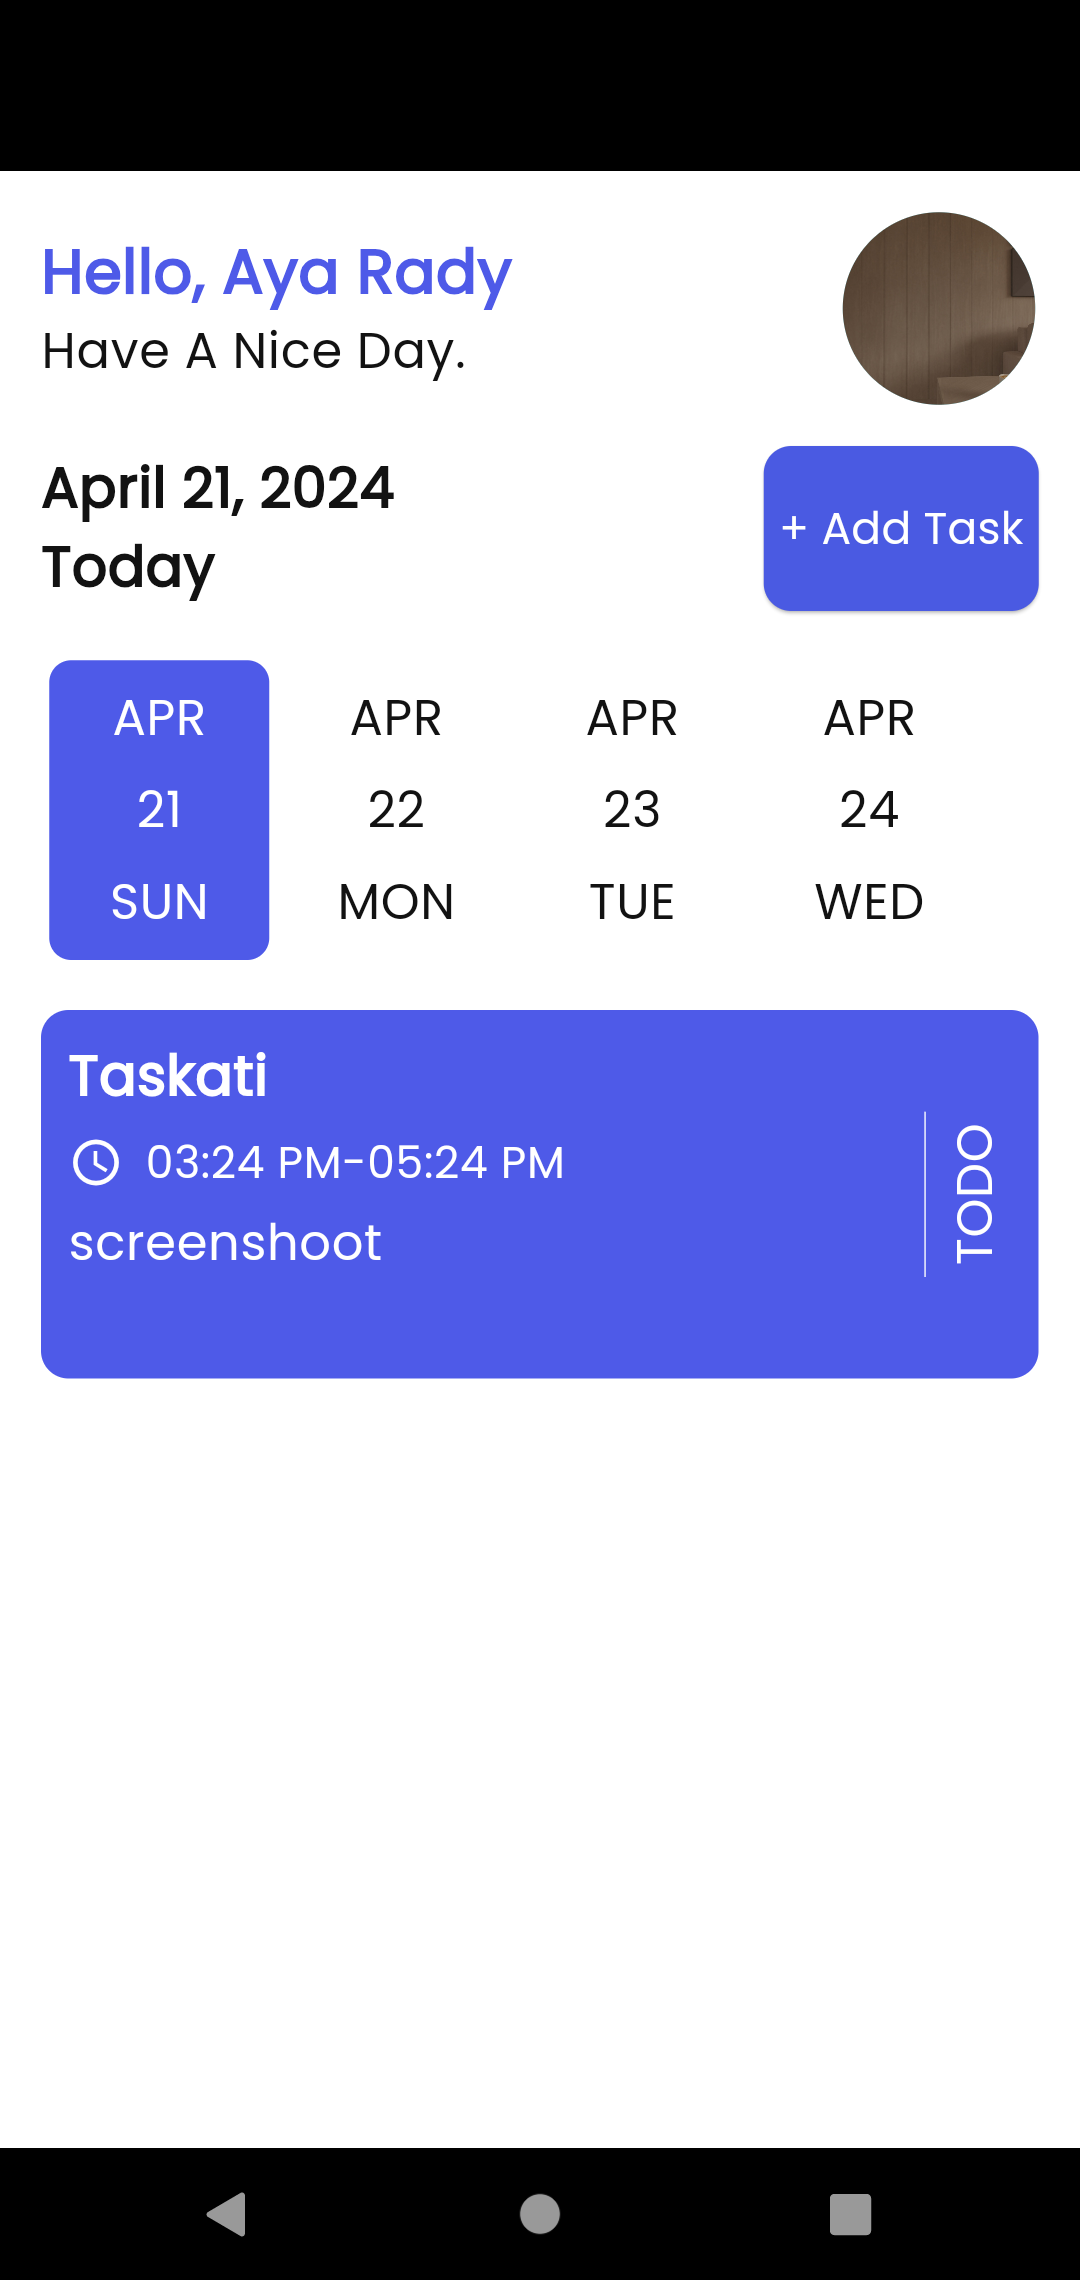 Hello, Aya Rady
Have A Nice Day.
April 21, 2024
Today
+ Add Task
APR APR APR APR
21 22 23 24
SUN MON TUE WED
Taskati
03:24 PM-05:24 PM
screenshoot
TODO